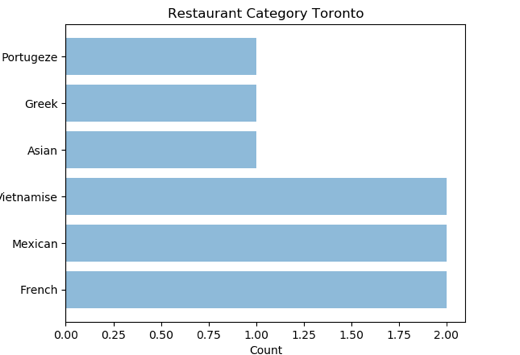 Restaurant Category Toronto
Portugeze
Greek
Asian
Vietnamise
Mexican
French
0.00 0.25 0.50 0.75 1.00 1.25 1.50 1.75 2.00
Count